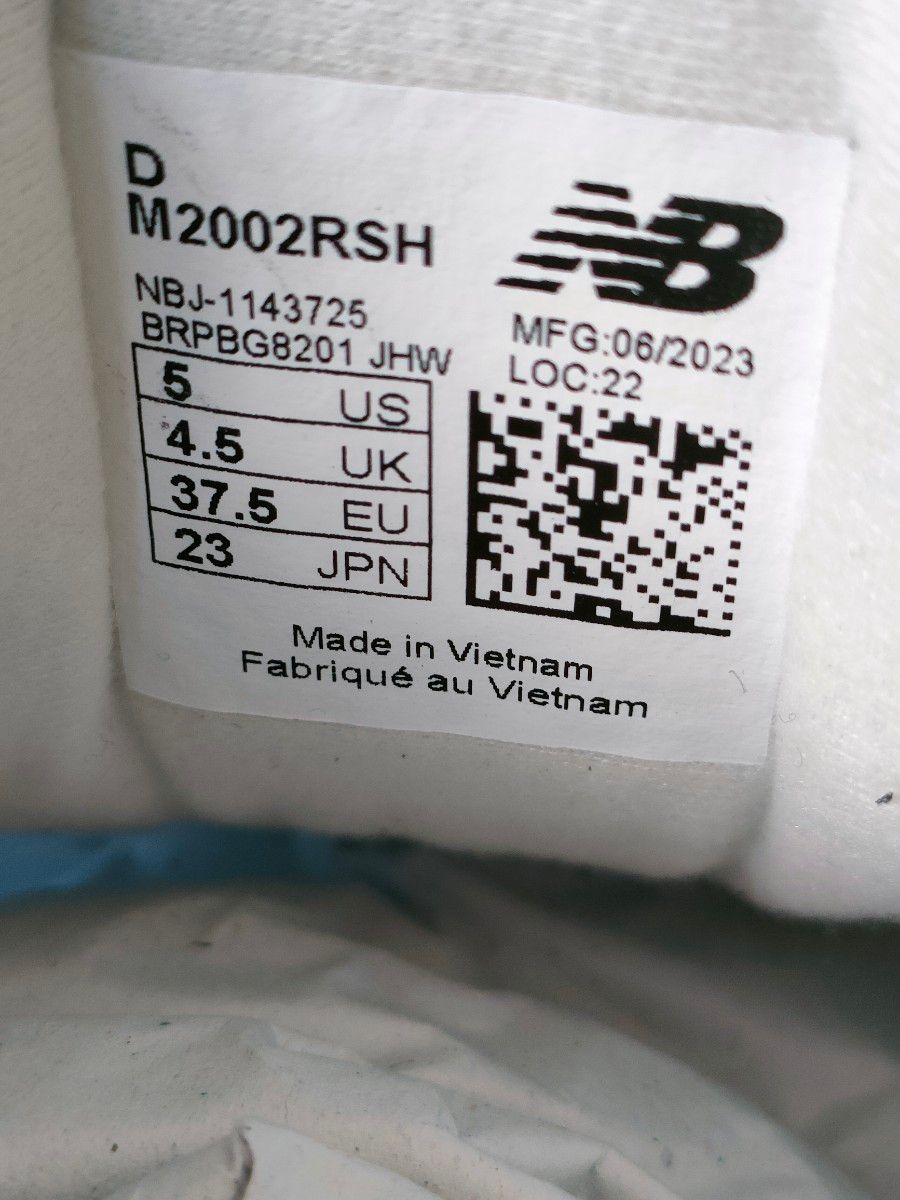 D
M2002RSH
NB
NBJ-1143725
BRPBG8201 JHW
MFG:06/2023
LOC:22
5 US
4.5 UK
37.5 EU
23 JPN
Made in Vietnam
Fabriqué au Vietnam